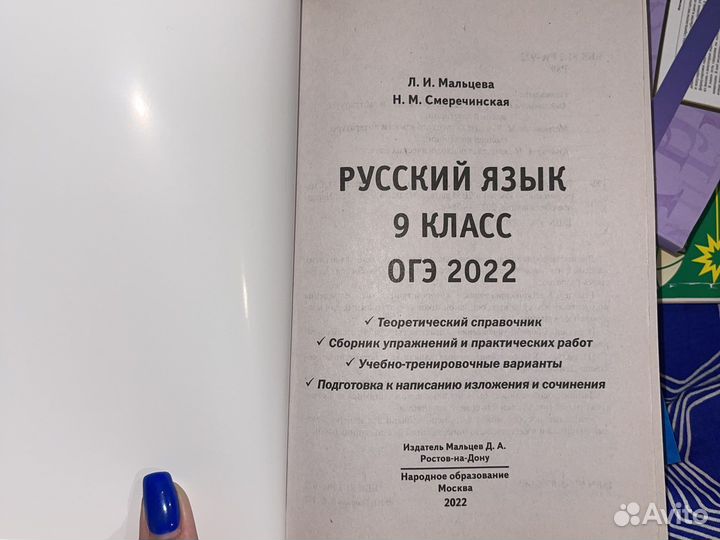 Л. И. Мальцева
Н. М. Смеречинская
РУССКИЙ ЯЗЫК
9 КЛАСС
ОГЭ 2022
✓ Теоретический справочник
✓ Сборник упражнений и практических работ
✓ Учебно-тренировочные варианты
✓ Подготовка к написанию изложения и сочинения
Издатель Мальцев Д. А.
Ростов-на-Дону
Народное образование
Москва
2022
Avito